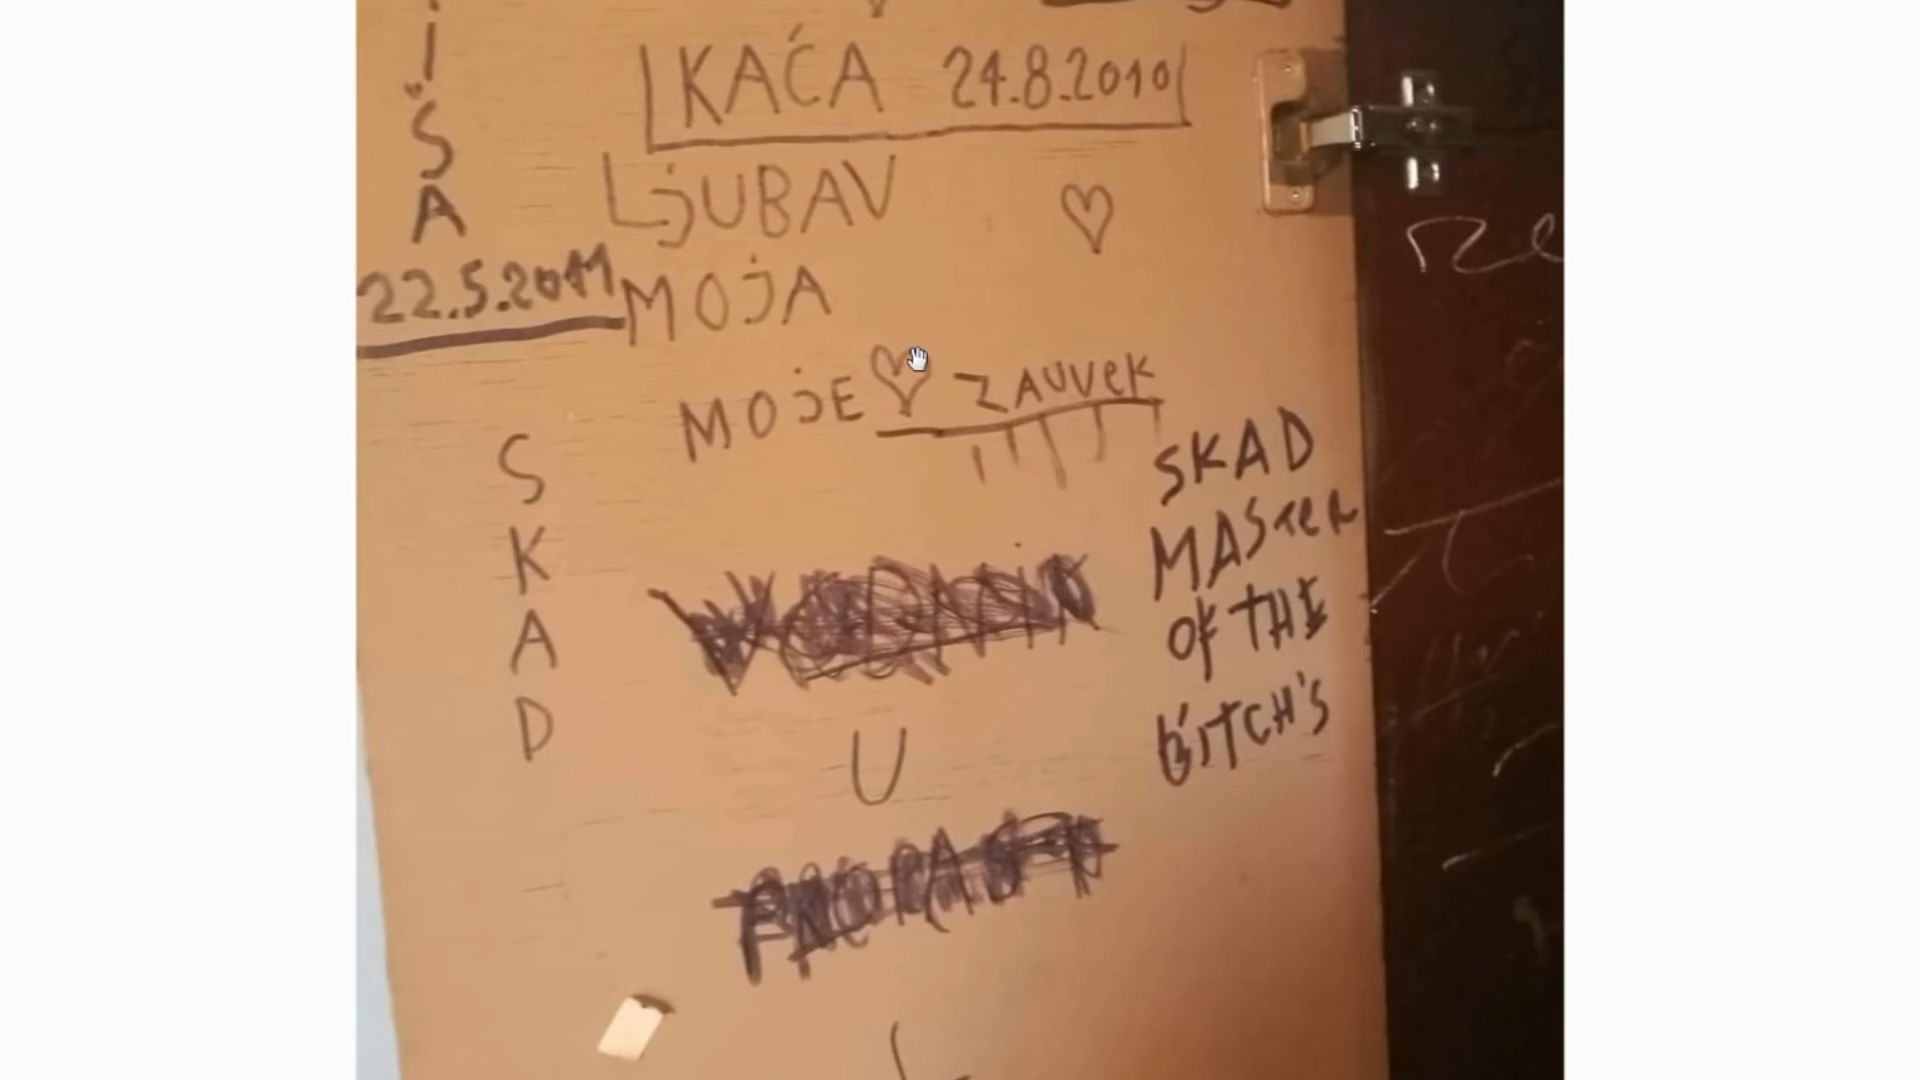 KAĆA 24.8.2010
LJUBAV
MOJA
MOJE ZAUVEK
I
Š
A
22.5.2011
S
K
A
D
U
SKAD
MASTER
OF THE
BITCH'S